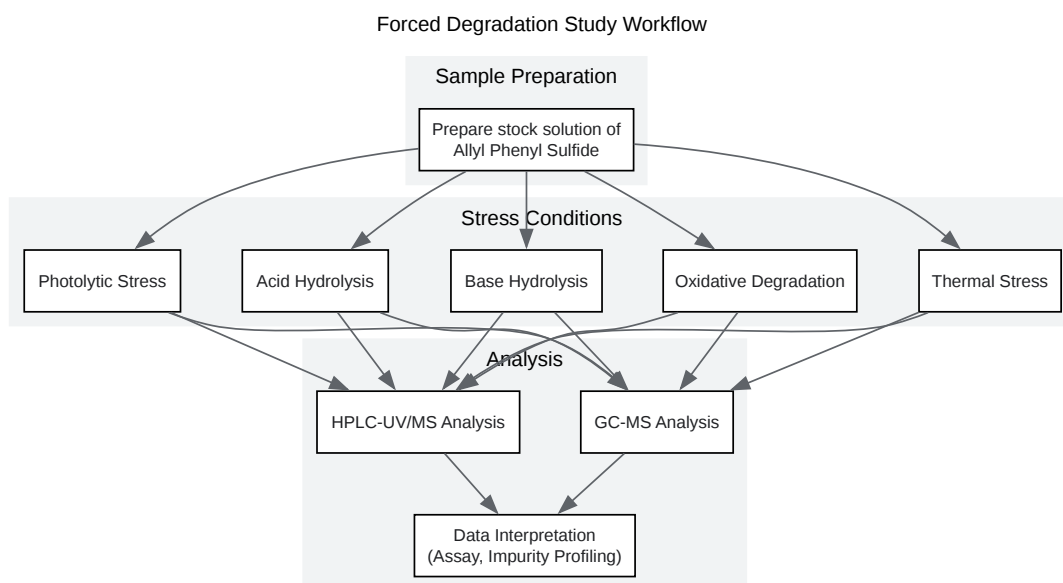 Forced Degradation Study Workflow
Sample Preparation
Prepare stock solution of
Allyl Phenyl Sulfide
Stress Conditions
Photolytic Stress
Acid Hydrolysis
Base Hydrolysis
Oxidative Degradation
Thermal Stress
Analysis
HPLC-UV/MS Analysis
GC-MS Analysis
Data Interpretation
(Assay, Impurity Profiling)